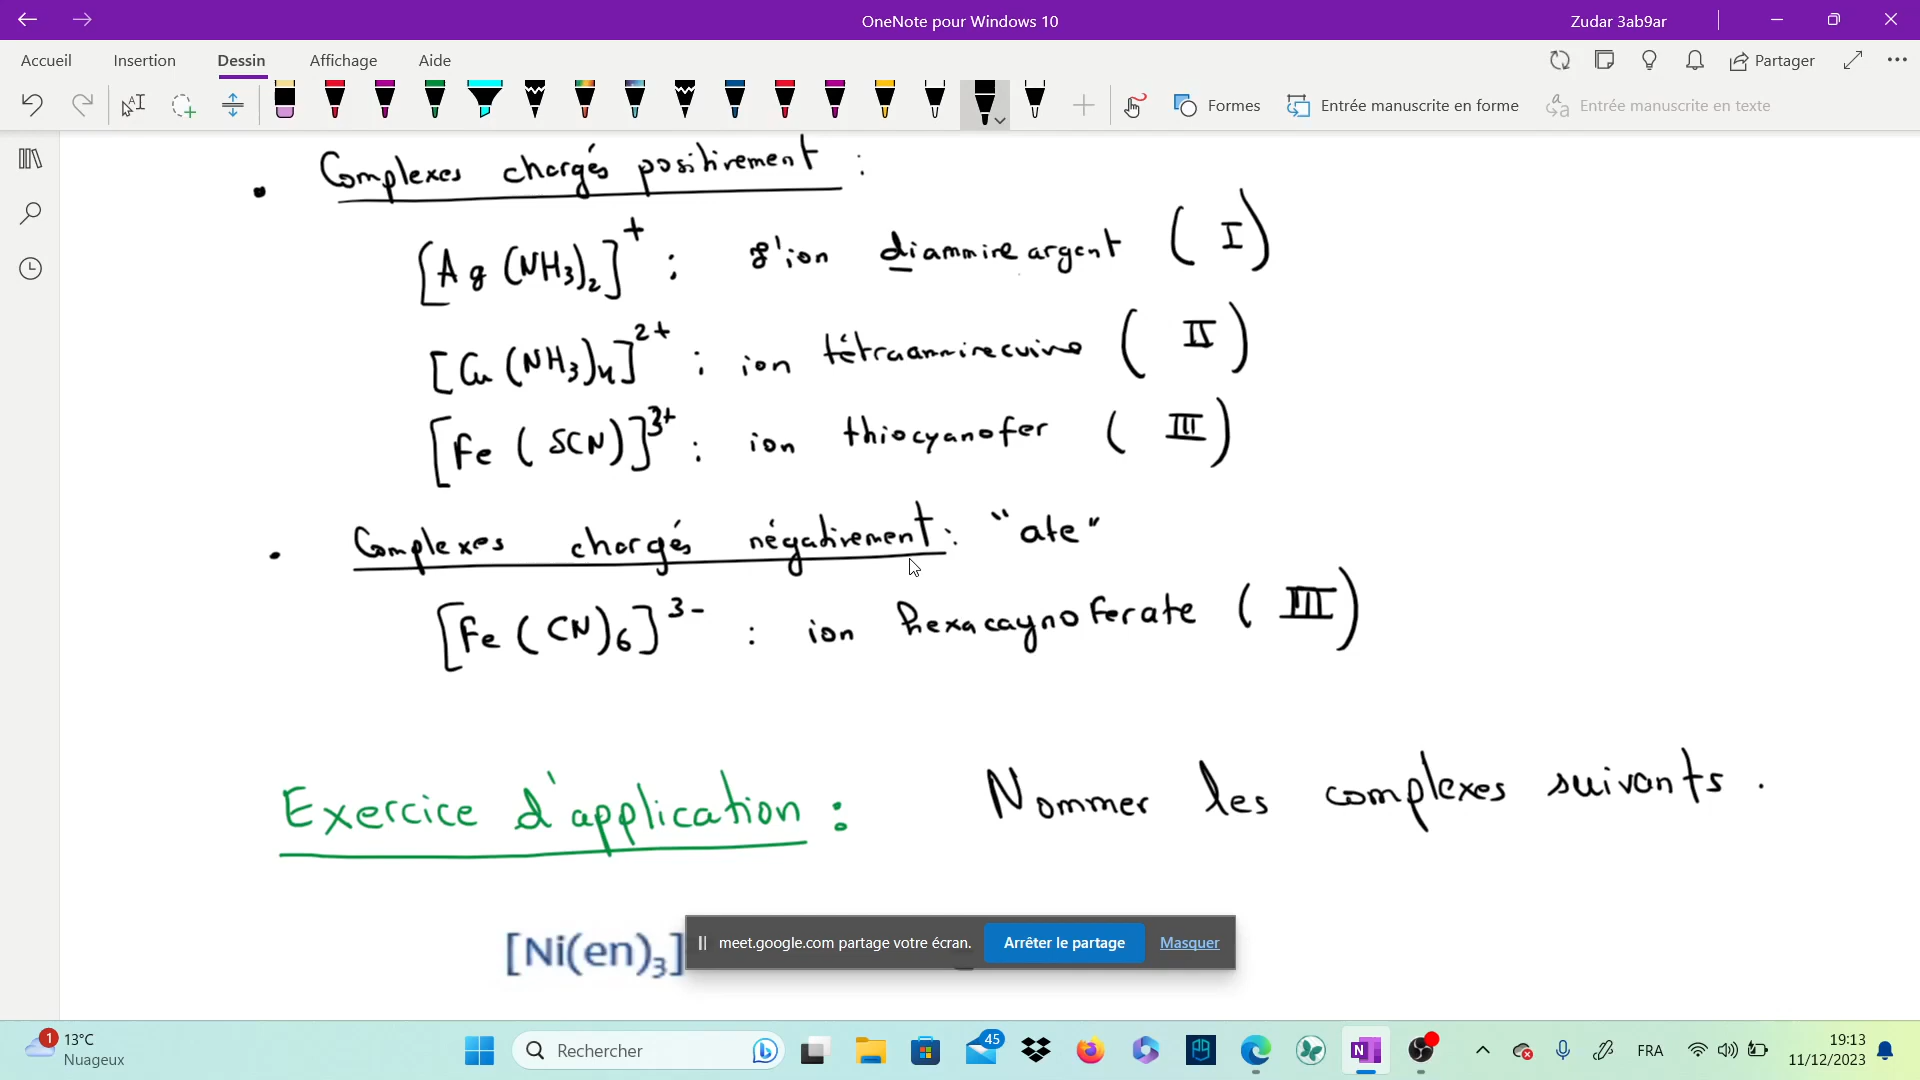 OneNote pour Windows 10
Zudar 3ab9ar
Accueil Insertion Dessin Affichage Aide
Partager
Formes Entrée manuscrite en forme Entrée manuscrite en texte
• Complexes chargés positivement :
[Ag (NH3)2]+ : l'ion diammineargent ( I )
[Cu (NH3)4]2+ : ion tétraamminecuivre ( II )
[Fe (SCN)]3+ : ion thiocyanofer ( III )
• Complexes chargés négativement : "ate"
[Fe (CN)6]3- : ion hexacaynoferate ( III )
Exercice d'application : Nommer les complexes suivants .
[Ni(en)3]
meet.google.com partage votre écran. Arrêter le partage Masquer
1
13°C
Nuageux
Rechercher
45
FRA
19:13
11/12/2023